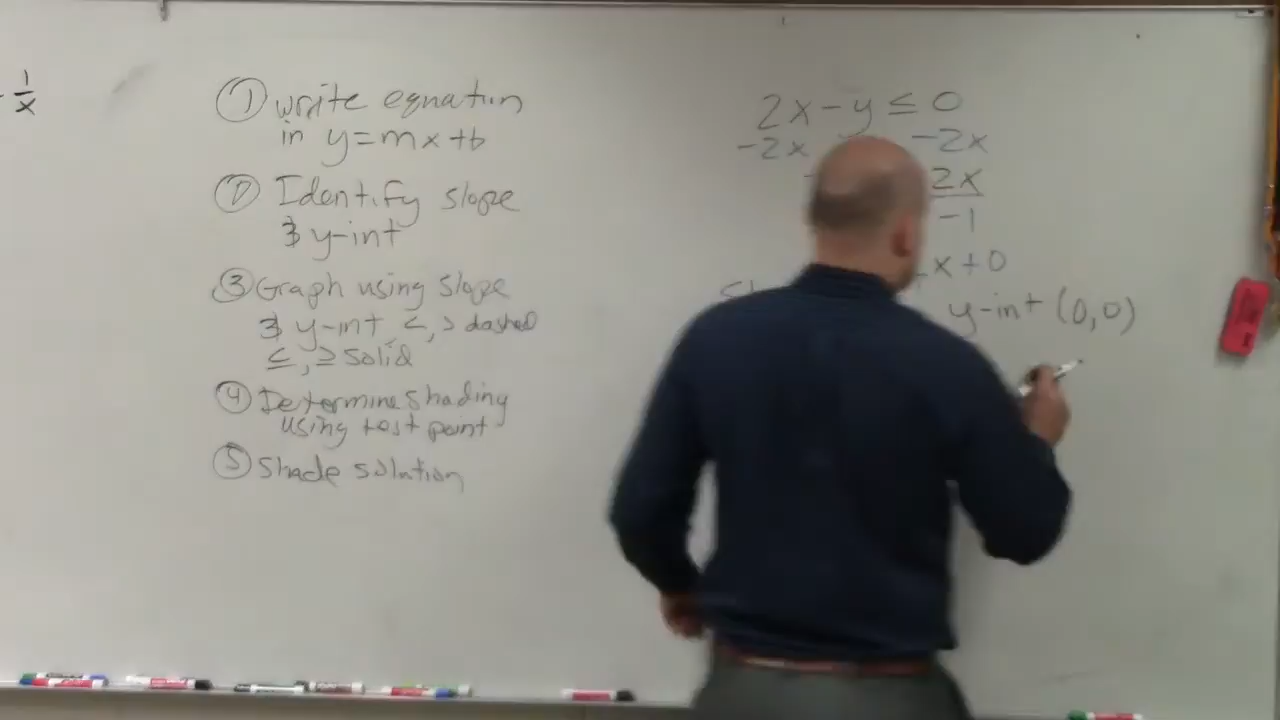 1/x
① write equation
in y=mx+b
② Identify slope
& y-int
③ Graph using slope
& y-int <,> dashed
≤,≥ solid
④ Determine shading
using test point
⑤ Shade solution
2x-y≤0
-2x -2x
2x
-1
x+0
y-int (0,0)